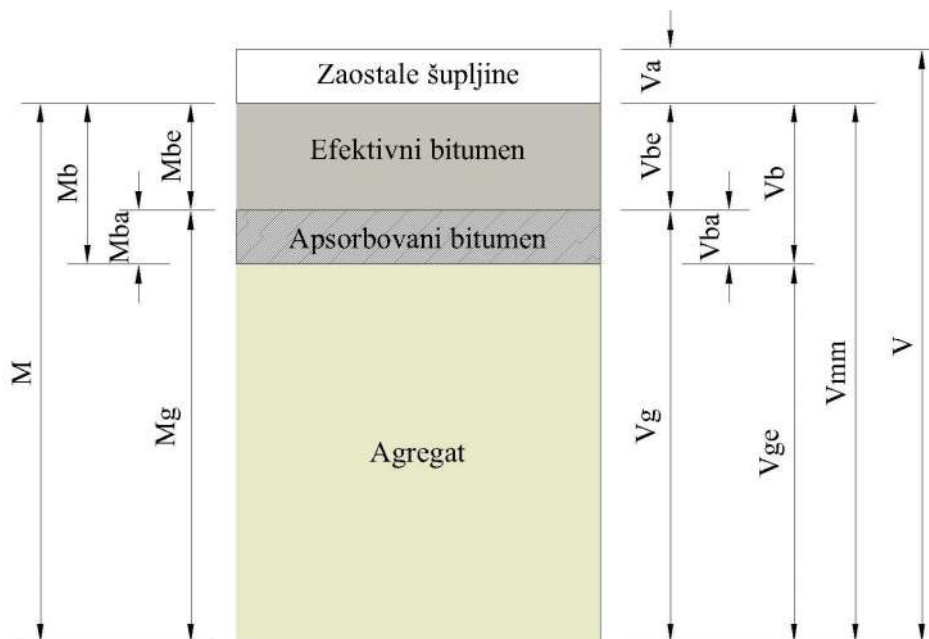 Zaostale šupljine
Va
Efektivni bitumen
Mb
Mbe
Vbe
Vb
Apsorbovani bitumen
Mba
Vba
M
Mg
Agregat
Vg
Vge
Vmm
V